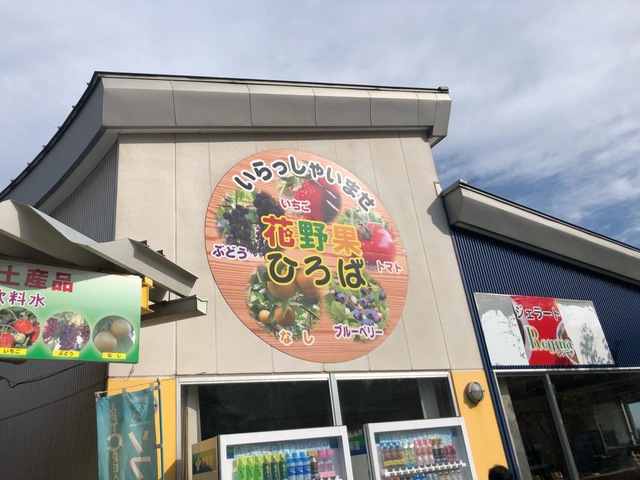 いらっしゃいませ
いちご
花野果
ぶどう
トマト
ひろば
なし
ブルーベリー
土産品
飲料水
いちご
ぶどう
なし
ジェラート
Regina
ソフ